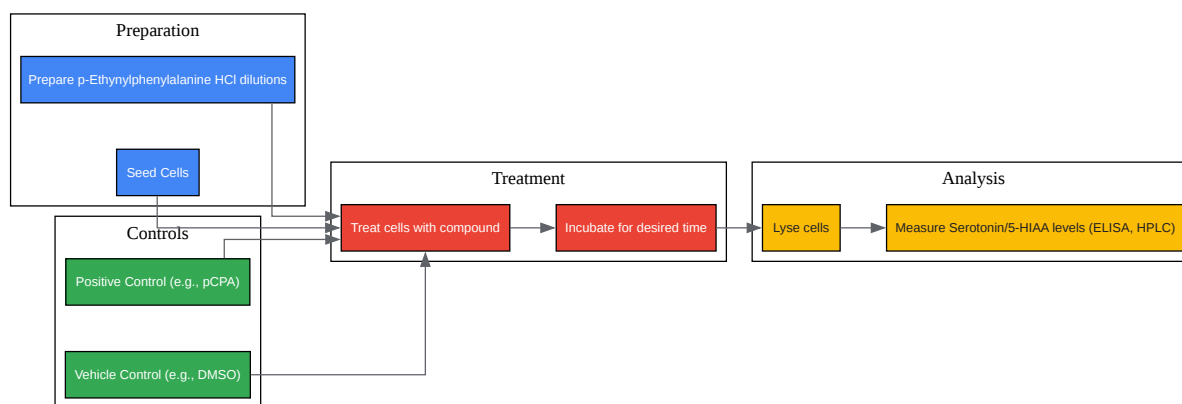 Preparation
Prepare p-Ethynylphenylalanine HCl dilutions
Seed Cells
Controls
Positive Control (e.g., pCPA)
Vehicle Control (e.g., DMSO)
Treatment
Treat cells with compound
Incubate for desired time
Analysis
Lyse cells
Measure Serotonin/5-HIAA levels (ELISA, HPLC)